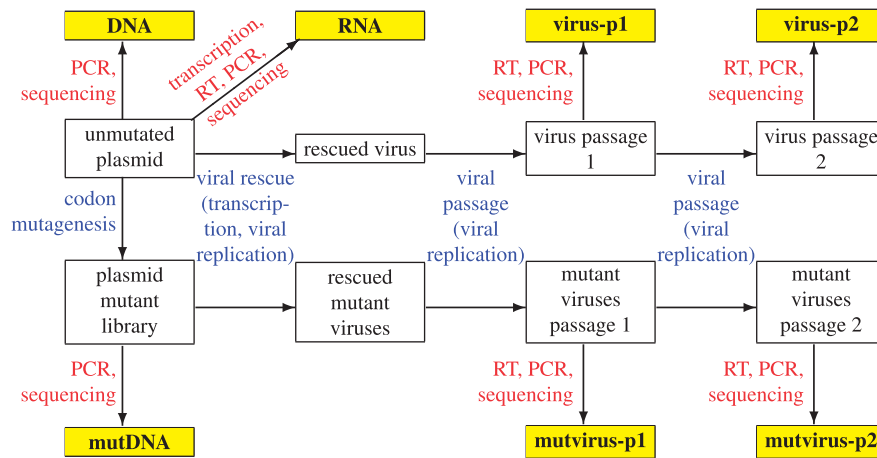 DNA
RNA
virus-p1
virus-p2
PCR,
sequencing
transcription,
RT, PCR,
sequencing
RT, PCR,
sequencing
RT, PCR,
sequencing
unmutated
plasmid
rescued virus
virus passage
1
virus passage
2
codon
mutagenesis
viral rescue
(transcrip-
tion, viral
replication)
viral
passage
(viral
replication)
viral
passage
(viral
replication)
plasmid
mutant
library
rescued
mutant
viruses
mutant
viruses
passage 1
mutant
viruses
passage 2
PCR,
sequencing
RT, PCR,
sequencing
RT, PCR,
sequencing
mutDNA
mutvirus-p1
mutvirus-p2